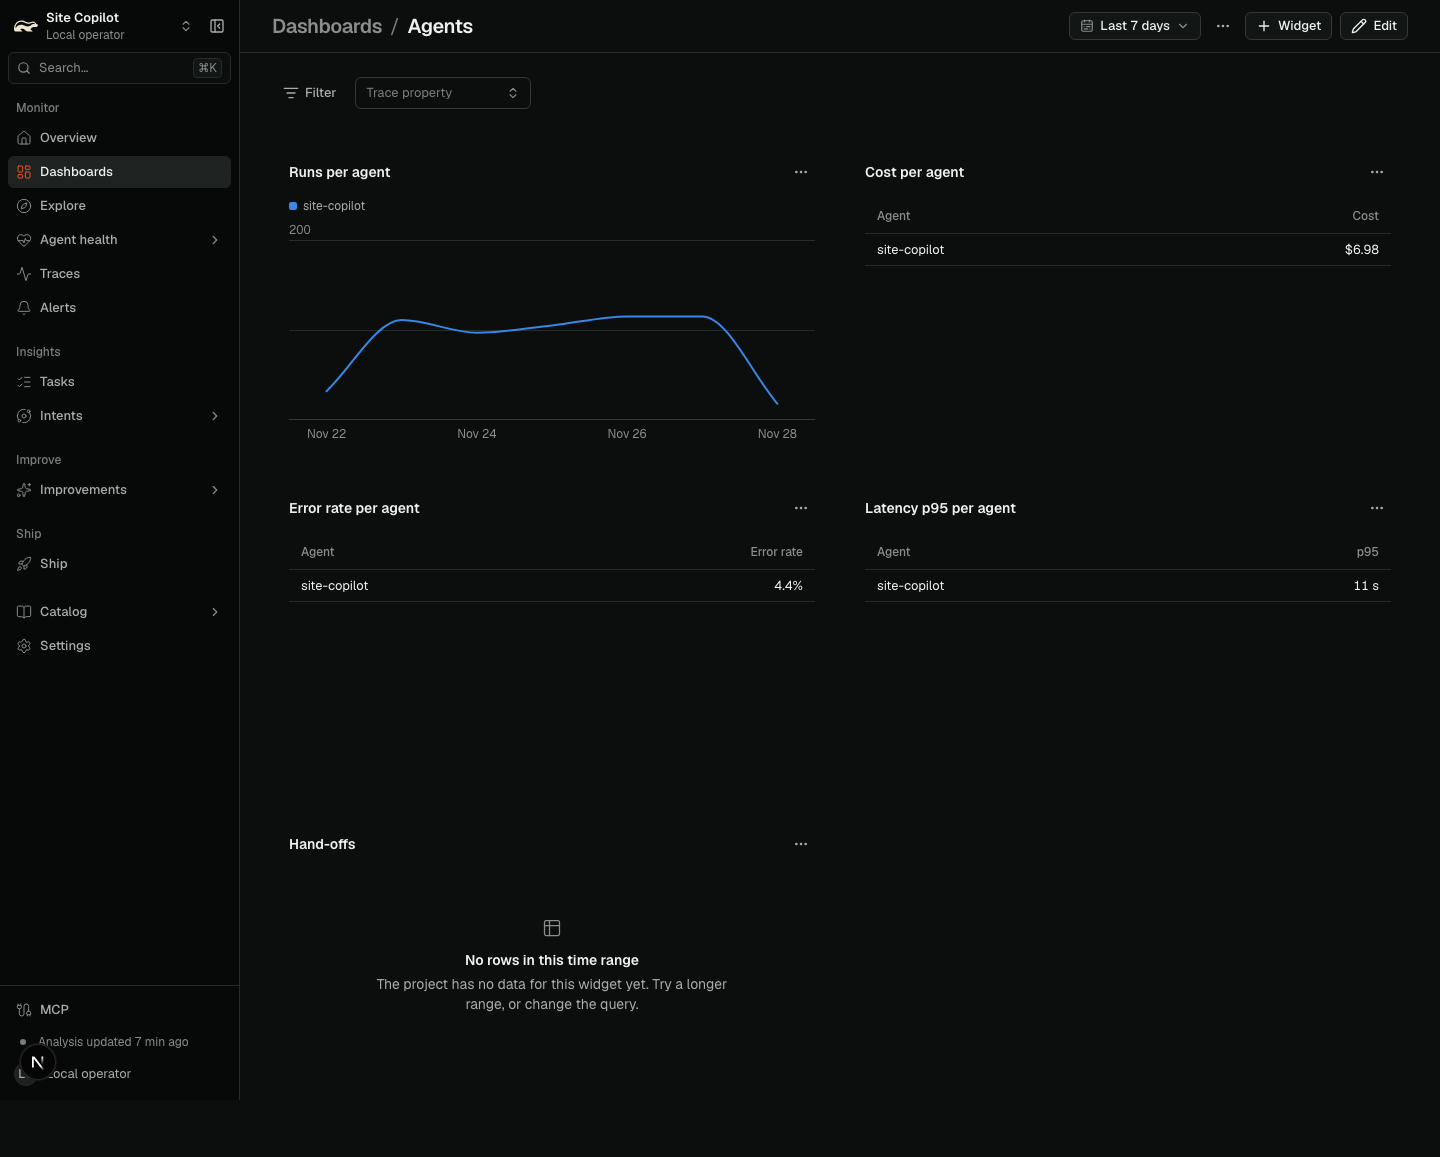 Site Copilot
Local operator
Search...
⌘K
Monitor
Overview
Dashboards
Explore
Agent health
Traces
Alerts
Insights
Tasks
Intents
Improve
Improvements
Ship
Ship
Catalog
Settings
MCP
Analysis updated 7 min ago
N
Local operator
Dashboards / Agents
Last 7 days
Widget
Edit
Filter
Trace property
Runs per agent
site-copilot
200
Nov 22
Nov 24
Nov 26
Nov 28
Cost per agent
Agent
Cost
site-copilot
$6.98
Error rate per agent
Agent
Error rate
site-copilot
4.4%
Latency p95 per agent
Agent
p95
site-copilot
11 s
Hand-offs
No rows in this time range
The project has no data for this widget yet. Try a longer
range, or change the query.